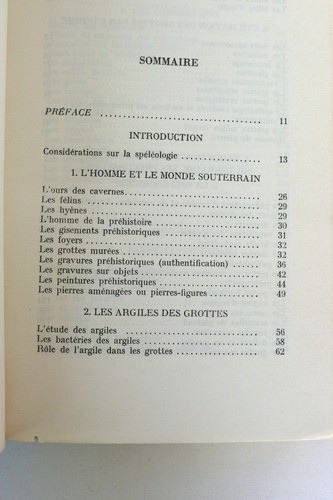 SOMMAIRE
PRÉFACE .......................... 11
INTRODUCTION
Considérations sur la spéléologie .................... 13
1. L'HOMME ET LE MONDE SOUTERRAIN
L'ours des cavernes .................................... 26
Les félins .............................................. 29
Les hyènes ............................................. 29
L'homme de la préhistoire ............................ 30
Les gisements préhistoriques ......................... 31
Les foyers .............................................. 32
Les grottes murées ..................................... 32
Les gravures préhistoriques (authentification) ...... 36
Les gravures sur objets ............................... 42
Les peintures préhistoriques .......................... 44
Les pierres aménagées ou pierres-figures ............ 49
2. LES ARGILES DES GROTTES
L'étude des argiles .................................... 56
Les bactéries des argiles .............................. 58
Rôle de l'argile dans les grottes ..................... 62